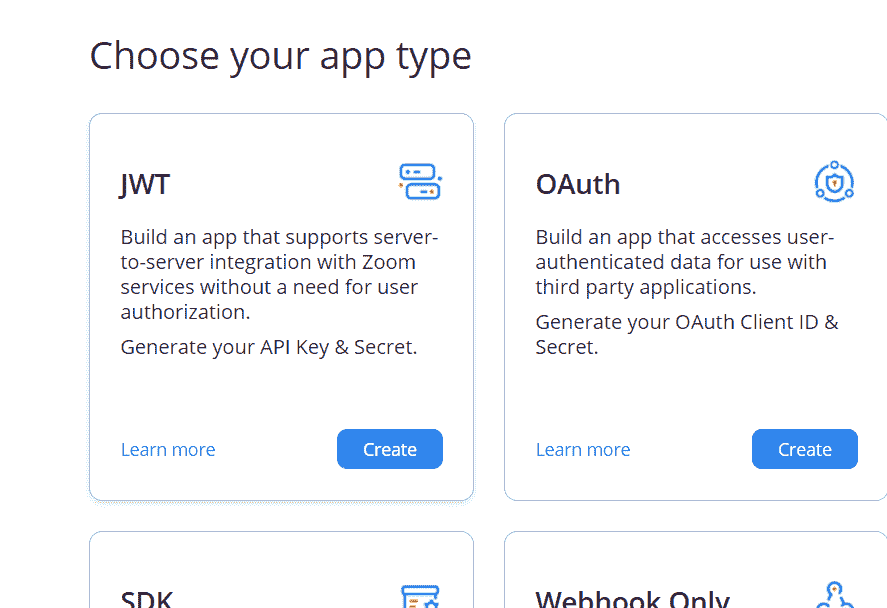 Choose your app type
JWT
Build an app that supports server-
to-server integration with Zoom
services without a need for user
authorization.
Generate your API Key & Secret.
Learn more
Create
OAuth
Build an app that accesses user-
authenticated data for use with
third party applications.
Generate your OAuth Client ID &
Secret.
Learn more
Create
SDK
Webhook Only